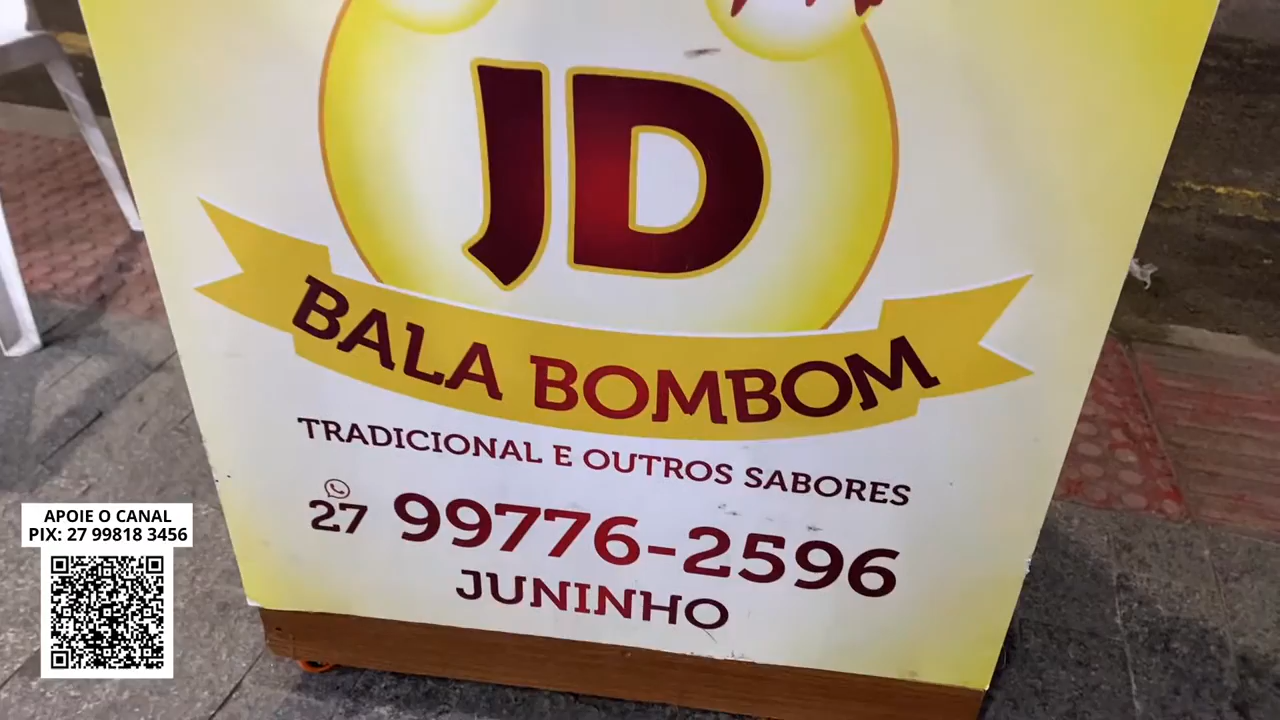 JD
BALA BOMBOM
TRADICIONAL E OUTROS SABORES
27 99776-2596
JUNINHO
APOIE O CANAL
PIX: 27 99818 3456